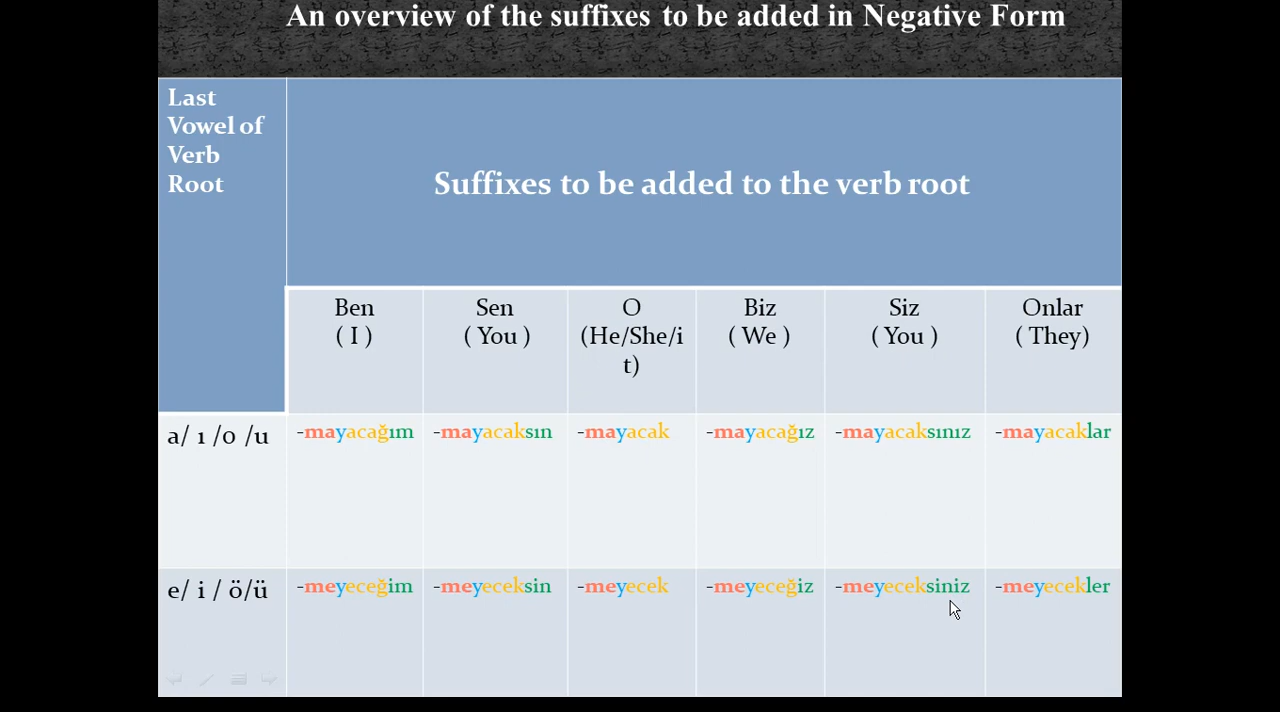 An overview of the suffixes to be added in Negative Form
Last
Vowel of
Verb
Root
Suffixes to be added to the verb root
Ben
( I )
Sen
( You )
O
(He/She/i
t)
Biz
( We )
Siz
( You )
Onlar
( They)
a/ ı /o /u
-mayacağım
-mayacaksın
-mayacak
-mayacağız
-mayacaksınız
-mayacaklar
e/ i / ö/ü
-meyeceğim
-meyeceksin
-meyecek
-meyeceğiz
-meyeceksiniz
-meyecekler